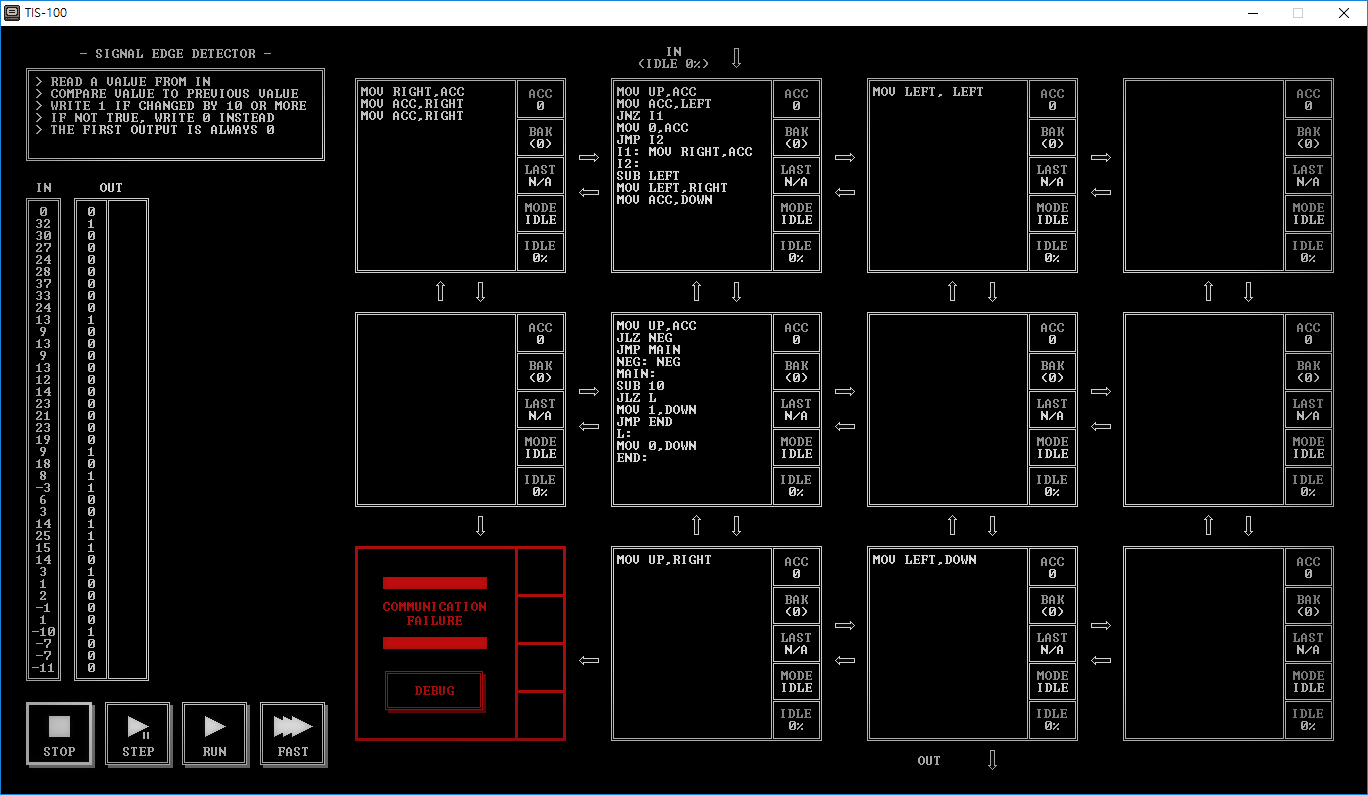 TIS-100
- SIGNAL EDGE DETECTOR -
> READ A VALUE FROM IN
> COMPARE VALUE TO PREVIOUS VALUE
> WRITE 1 IF CHANGED BY 10 OR MORE
> IF NOT TRUE, WRITE 0 INSTEAD
> THE FIRST OUTPUT IS ALWAYS 0
IN OUT
0 0
32 1
30 0
27 0
24 0
28 0
37 0
33 0
24 0
13 1
9 0
13 0
9 0
13 0
12 0
14 0
23 0
21 0
23 0
19 0
9 1
18 0
8 1
-3 1
6 0
3 0
14 1
25 1
15 1
14 0
3 1
1 0
2 0
-1 0
1 0
-10 1
-7 0
-7 0
-11 0
STOP
STEP
RUN
FAST
IN
(IDLE 0%)
MOV RIGHT,ACC
MOV ACC,RIGHT
MOV ACC,RIGHT
ACC
0
BAK
(0)
LAST
N/A
MODE
IDLE
IDLE
0%
MOV UP,ACC
MOV ACC,LEFT
JNZ I1
MOV 0,ACC
JMP I2
I1: MOV RIGHT,ACC
I2:
SUB LEFT
MOV LEFT,RIGHT
MOV ACC,DOWN
ACC
0
BAK
(0)
LAST
N/A
MODE
IDLE
IDLE
0%
MOV LEFT, LEFT
ACC
0
BAK
(0)
LAST
N/A
MODE
IDLE
IDLE
0%
ACC
0
BAK
(0)
LAST
N/A
MODE
IDLE
IDLE
0%
ACC
0
BAK
(0)
LAST
N/A
MODE
IDLE
IDLE
0%
MOV UP,ACC
JLZ NEG
JMP MAIN
NEG: NEG
MAIN:
SUB 10
JLZ L
MOV 1,DOWN
JMP END
L:
MOV 0,DOWN
END:
ACC
0
BAK
(0)
LAST
N/A
MODE
IDLE
IDLE
0%
ACC
0
BAK
(0)
LAST
N/A
MODE
IDLE
IDLE
0%
ACC
0
BAK
(0)
LAST
N/A
MODE
IDLE
IDLE
0%
COMMUNICATION
FAILURE
DEBUG
MOV UP,RIGHT
ACC
0
BAK
(0)
LAST
N/A
MODE
IDLE
IDLE
0%
MOV LEFT,DOWN
ACC
0
BAK
(0)
LAST
N/A
MODE
IDLE
IDLE
0%
ACC
0
BAK
(0)
LAST
N/A
MODE
IDLE
IDLE
0%
OUT